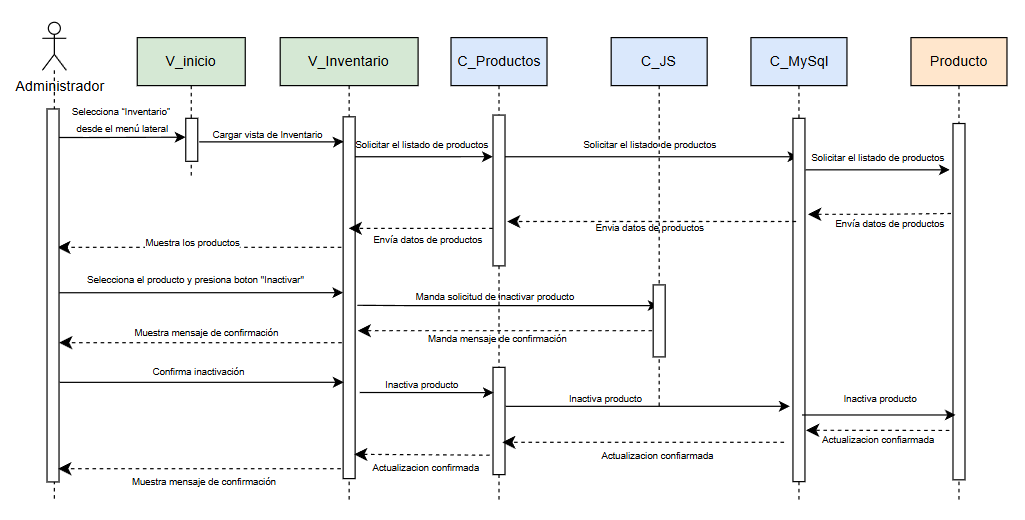 Administrador
V_inicio
V_Inventario
C_Productos
C_JS
C_MySql
Producto
Selecciona "Inventario"
desde el menú lateral
Cargar vista de Inventario
Solicitar el listado de productos
Solicitar el listado de productos
Solicitar el listado de productos
Envía datos de productos
Envia datos de productos
Envía datos de productos
Muestra los productos
Selecciona el producto y presiona boton "Inactivar"
Manda solicitud de inactivar producto
Manda mensaje de confirmación
Muestra mensaje de confirmación
Confirma inactivación
Inactiva producto
Inactiva producto
Inactiva producto
Actualizacion confiarmada
Actualizacion confiarmada
Actualizacion confirmada
Muestra mensaje de confirmación